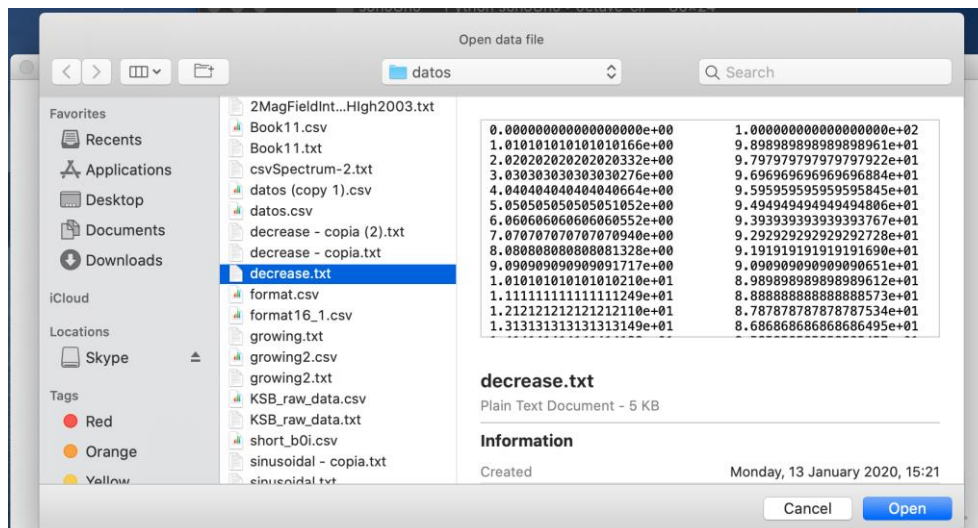 Open data file
datos
Search
Favorites
Recents
Applications
Desktop
Documents
Downloads
iCloud
Locations
Skype
Tags
Red
Orange
Yellow
2MagFieldInt...HIgh2003.txt
Book11.csv
Book11.txt
csvSpectrum-2.txt
datos (copy 1).csv
datos.csv
decrease - copia (2).txt
decrease - copia.txt
decrease.txt
format.csv
format16_1.csv
growing.txt
growing2.csv
growing2.txt
KSB_raw_data.csv
KSB_raw_data.txt
short_b0i.csv
sinusoidal - copia.txt
sinusoidal.txt
0.000000000000000000e+00 1.000000000000000000e+02
1.010101010101010166e+00 9.898989898989898961e+01
2.020202020202020332e+00 9.797979797979797922e+01
3.030303030303030276e+00 9.696969696969696884e+01
4.040404040404040664e+00 9.595959595959595845e+01
5.050505050505051052e+00 9.494949494949494806e+01
6.060606060606060552e+00 9.393939393939393767e+01
7.070707070707070940e+00 9.292929292929292728e+01
8.080808080808081328e+00 9.191919191919191690e+01
9.090909090909091717e+00 9.090909090909090651e+01
1.010101010101010210e+01 8.989898989898989612e+01
1.111111111111111249e+01 8.888888888888888573e+01
1.212121212121212110e+01 8.787878787878787534e+01
1.313131313131313149e+01 8.686868686868686495e+01
decrease.txt
Plain Text Document - 5 KB
Information
Created Monday, 13 January 2020, 15:21
Cancel Open